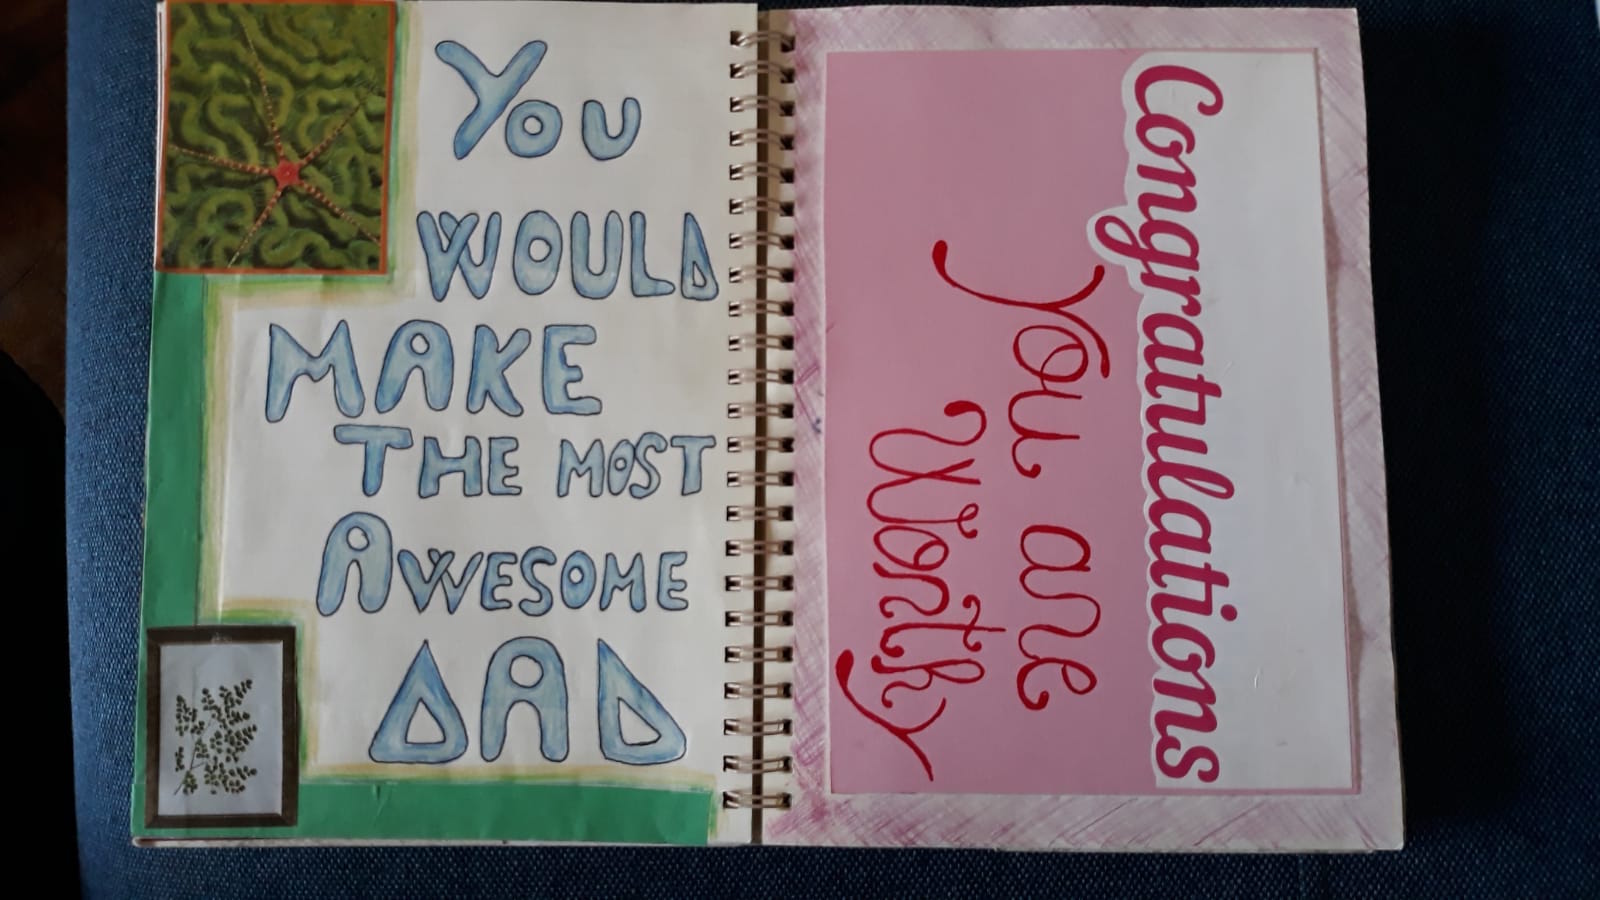 You
WOULD
MAKE
THE MOST
AWESOME
DAD
Congratulations
You are
Worthy